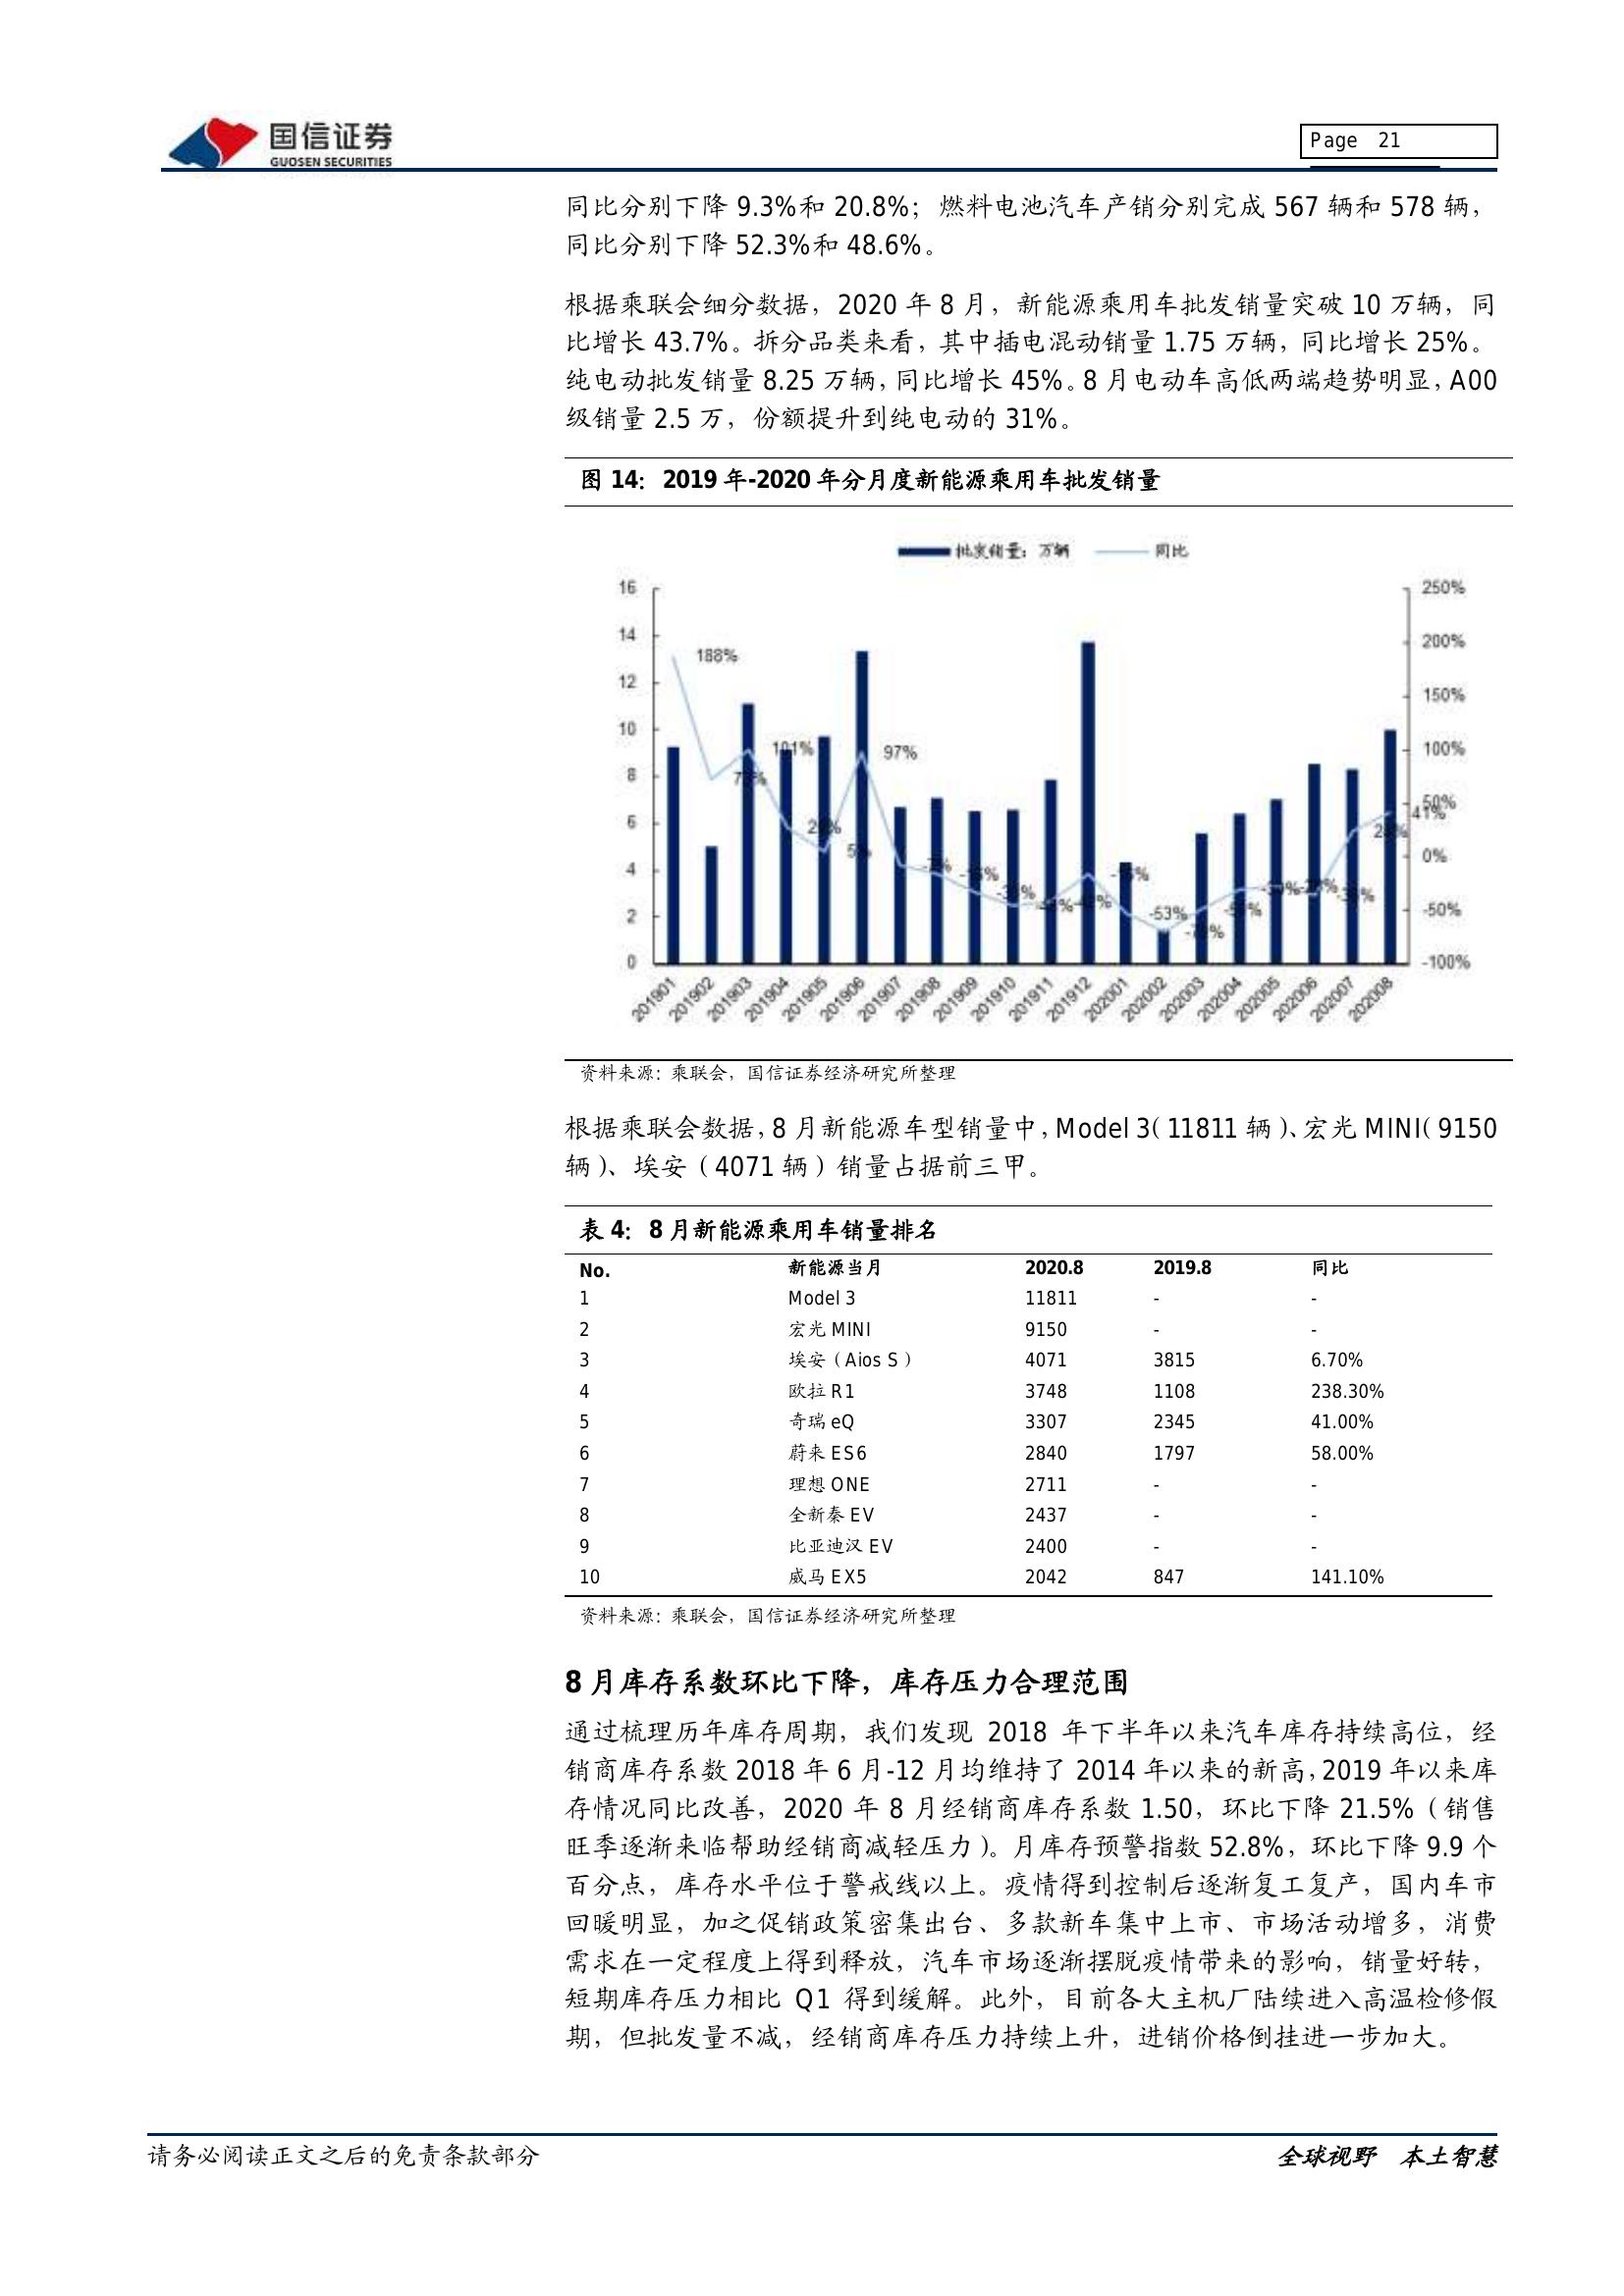 国信证券
GUOSEN SECURITIES
Page 21
同比分别下降 9.3%和 20.8%；燃料电池汽车产销分别完成 567 辆和 578 辆，
同比分别下降 52.3%和 48.6%。
根据乘联会细分数据，2020 年 8 月，新能源乘用车批发销量突破 10 万辆，同
比增长 43.7%。拆分品类来看，其中插电混动销量 1.75 万辆，同比增长 25%。
纯电动批发销量 8.25 万辆，同比增长 45%。8 月电动车高低两端趋势明显，A00
级销量 2.5 万，份额提升到纯电动的 31%。
图 14：2019 年-2020 年分月度新能源乘用车批发销量
批发销量：万辆 同比
16 250%
14 200%
188%
12 150%
10 100%
101% 97%
8
50%
6 41%
5%
4 0%
2 -50%
-53%
0 -100%
201901 201902 201903 201904 201905 201906 201907 201908 201909 201910 201911 201912 202001 202002 202003 202004 202005 202006 202007 202008
资料来源：乘联会，国信证券经济研究所整理
根据乘联会数据，8 月新能源车型销量中，Model 3（11811 辆）、宏光 MINI（9150
辆）、埃安（4071 辆）销量占据前三甲。
表 4：8 月新能源乘用车销量排名
No. 新能源当月 2020.8 2019.8 同比
1 Model 3 11811 - -
2 宏光 MINI 9150 - -
3 埃安（Aios S） 4071 3815 6.70%
4 欧拉 R1 3748 1108 238.30%
5 奇瑞 eQ 3307 2345 41.00%
6 蔚来 ES6 2840 1797 58.00%
7 理想 ONE 2711 - -
8 全新秦 EV 2437 - -
9 比亚迪汉 EV 2400 - -
10 威马 EX5 2042 847 141.10%
资料来源：乘联会，国信证券经济研究所整理
8 月库存系数环比下降，库存压力合理范围
通过梳理历年库存周期，我们发现 2018 年下半年以来汽车库存持续高位，经
销商库存系数 2018 年 6 月-12 月均维持了 2014 年以来的新高，2019 年以来库
存情况同比改善，2020 年 8 月经销商库存系数 1.50，环比下降 21.5%（销售
旺季逐渐来临帮助经销商减轻压力）。月库存预警指数 52.8%，环比下降 9.9 个
百分点，库存水平位于警戒线以上。疫情得到控制后逐渐复工复产，国内车市
回暖明显，加之促销政策密集出台、多款新车集中上市、市场活动增多，消费
需求在一定程度上得到释放，汽车市场逐渐摆脱疫情带来的影响，销量好转，
短期库存压力相比 Q1 得到缓解。此外，目前各大主机厂陆续进入高温检修假
期，但批发量不减，经销商库存压力持续上升，进销价格倒挂进一步加大。
请务必阅读正文之后的免责条款部分
全球视野 本土智慧